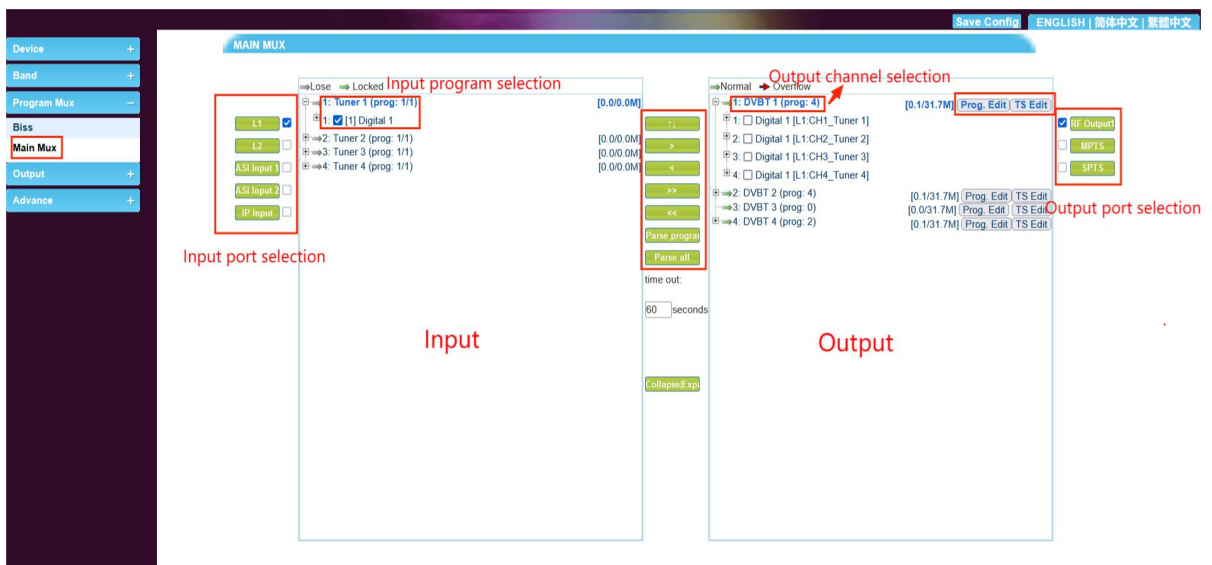 Save Config ENGLISH | 简体中文 | 繁體中文
Device +
Band +
Program Mux −
Biss
Main Mux
Output +
Advance +
MAIN MUX
L1
L2
ASI Input 1
ASI Input 2
IP Input
Input port selection
Lose Locked
Input program selection
1: Tuner 1 (prog: 1/1) [0.0/0.0M]
1: [1] Digital 1
2: Tuner 2 (prog: 1/1) [0.0/0.0M]
3: Tuner 3 (prog: 1/1) [0.0/0.0M]
4: Tuner 4 (prog: 1/1) [0.0/0.0M]
Input
↑↓
>
<
>>
<<
Parse progra
Parse all
time out:
60 seconds
Collapse|Exp
Normal Overflow
Output channel selection
1: DVBT 1 (prog: 4) [0.1/31.7M] Prog. Edit TS Edit
1: Digital 1 [L1:CH1_Tuner 1]
2: Digital 1 [L1:CH2_Tuner 2]
3: Digital 1 [L1:CH3_Tuner 3]
4: Digital 1 [L1:CH4_Tuner 4]
2: DVBT 2 (prog: 4) [0.1/31.7M] Prog. Edit TS Edit
3: DVBT 3 (prog: 0) [0.0/31.7M] Prog. Edit TS Edit
4: DVBT 4 (prog: 2) [0.1/31.7M] Prog. Edit TS Edit
Output
RF Output1
MPTS
SPTS
Output port selection